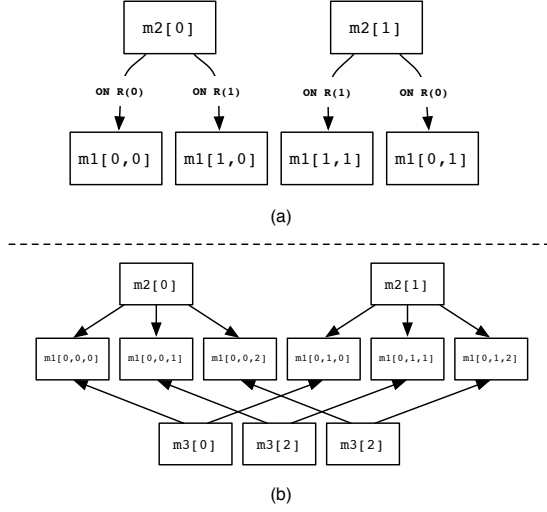 m2[0] m2[1]
ON R(0) ON R(1) ON R(1) ON R(0)
m1[0,0] m1[1,0] m1[1,1] m1[0,1]
(a)
m2[0] m2[1]
m1[0,0,0] m1[0,0,1] m1[0,0,2] m1[0,1,0] m1[0,1,1] m1[0,1,2]
m3[0] m3[2] m3[2]
(b)